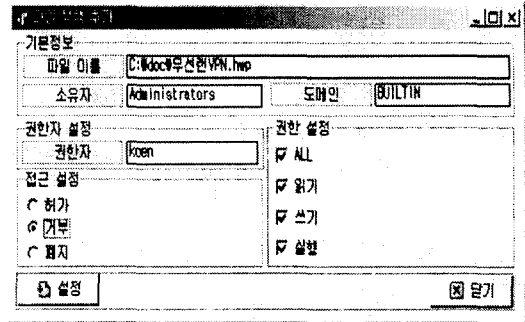 기본정보
파일 이름 C:₩doc₩무선랜VPN.hwp
소유자 Administrators 도메인 BUILTIN
권한자 설정
권한자 koen
접근 설정
허가
거부
폐지
권한 설정
ALL
읽기
쓰기
실행
설정
닫기